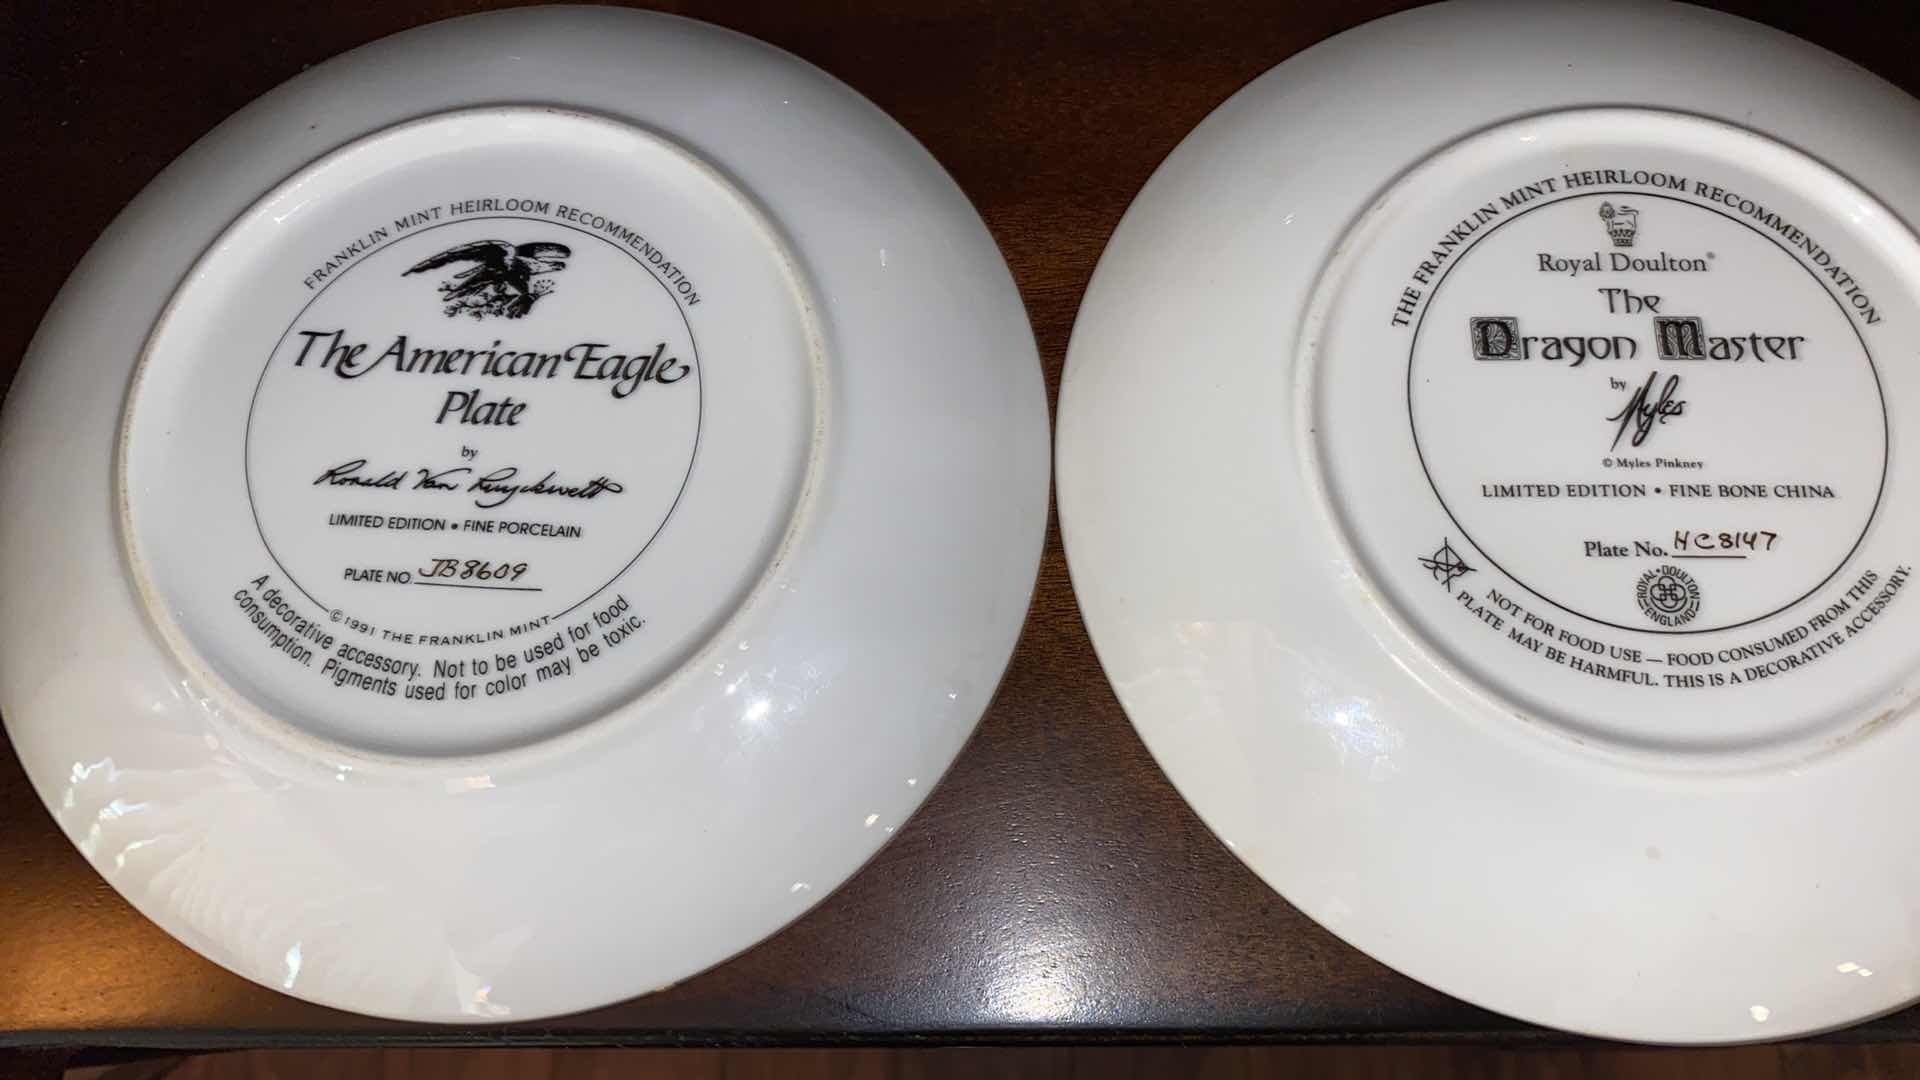 FRANKLIN MINT HEIRLOOM RECOMMENDATION
The American Eagle
Plate
by
Ronald Van Ruyckevelt
LIMITED EDITION • FINE PORCELAIN
PLATE NO. JB8609
© 1991 THE FRANKLIN MINT
A decorative accessory. Not to be used for food
consumption. Pigments used for color may be toxic.
THE FRANKLIN MINT HEIRLOOM RECOMMENDATION
Royal Doulton®
The
Dragon Master
by
Myles
© Myles Pinkney
LIMITED EDITION • FINE BONE CHINA
Plate No. HC8147
ROYAL • DOULTON
ENGLAND
NOT FOR FOOD USE — FOOD CONSUMED FROM THIS
PLATE MAY BE HARMFUL. THIS IS A DECORATIVE ACCESSORY.